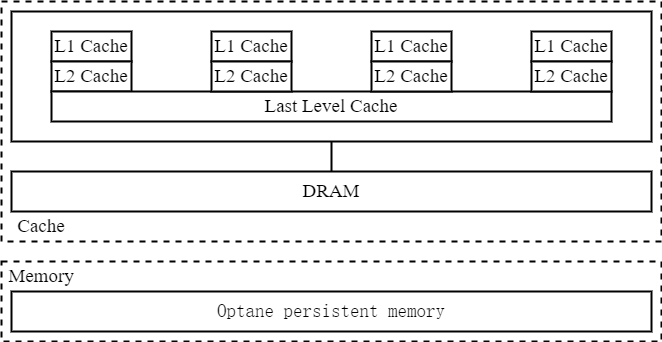 L1 Cache L1 Cache L1 Cache L1 Cache
L2 Cache L2 Cache L2 Cache L2 Cache
Last Level Cache
DRAM
Cache
Memory
Optane persistent memory